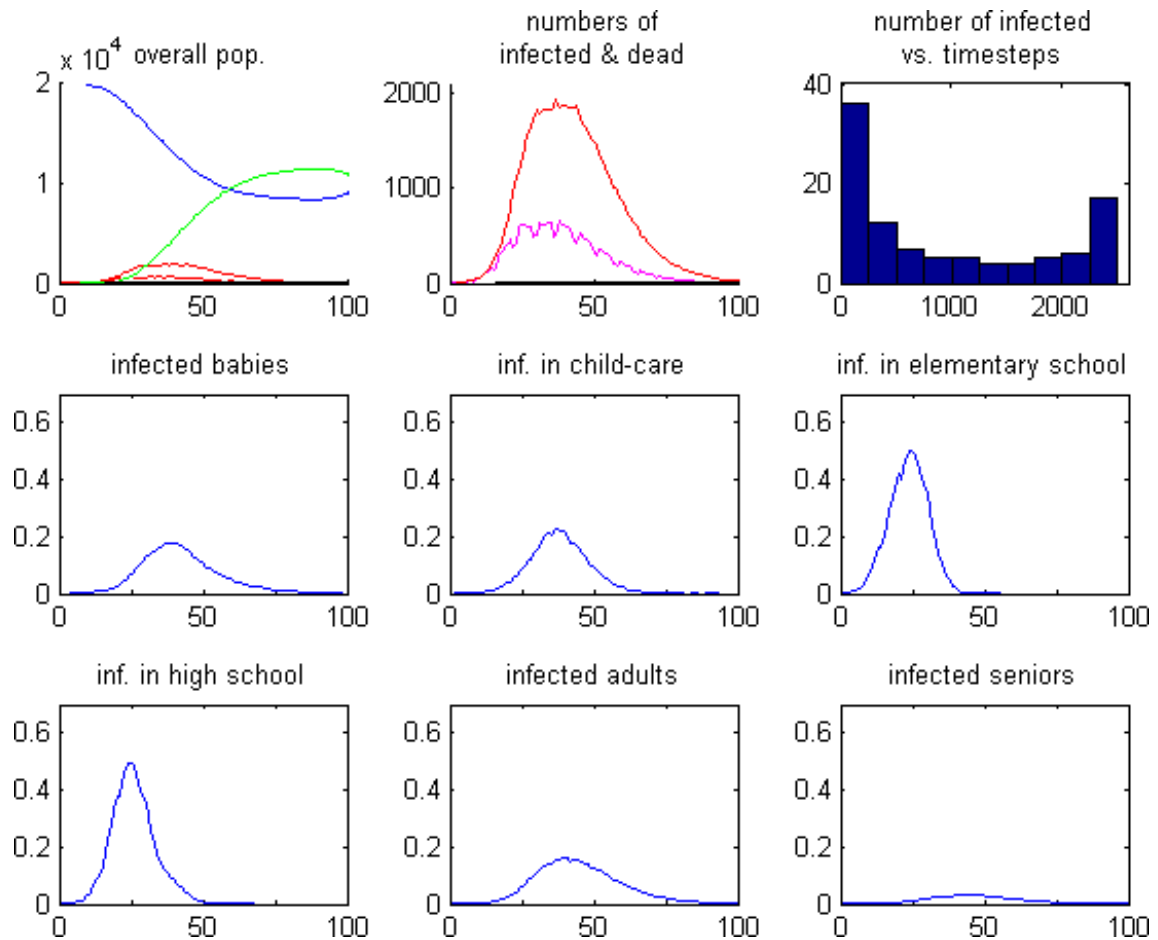 x 10^4 overall pop.
2
1
0
0 50 100
numbers of
infected & dead
2000
1000
0
0 50 100
number of infected
vs. timesteps
40
20
0
0 1000 2000
infected babies
0.6
0.4
0.2
0
0 50 100
inf. in child-care
0.6
0.4
0.2
0
0 50 100
inf. in elementary school
0.6
0.4
0.2
0
0 50 100
inf. in high school
0.6
0.4
0.2
0
0 50 100
infected adults
0.6
0.4
0.2
0
0 50 100
infected seniors
0.6
0.4
0.2
0
0 50 100